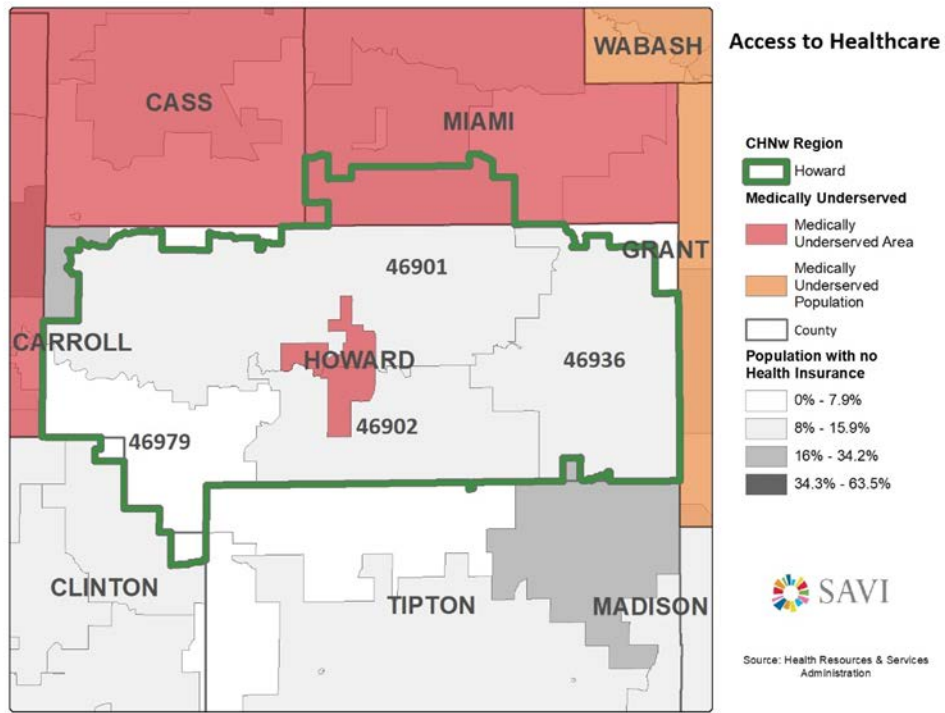 Access to Healthcare
WABASH
CASS
MIAMI
GRANT
46901
CARROLL
HOWARD
46936
46979
46902
CLINTON
TIPTON
MADISON
CHNw Region
Howard
Medically Underserved
Medically
Underserved Area
Medically
Underserved
Population
County
Population with no
Health Insurance
0% - 7.9%
8% - 15.9%
16% - 34.2%
34.3% - 63.5%
SAVI
Source: Health Resources & Services
Administration